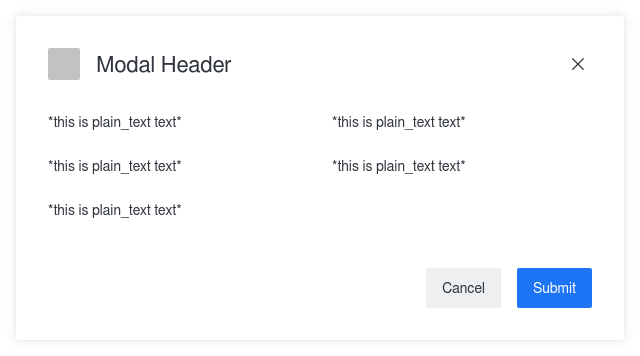 Modal Header
*this is plain_text text* *this is plain_text text*
*this is plain_text text* *this is plain_text text*
*this is plain_text text*
Cancel Submit